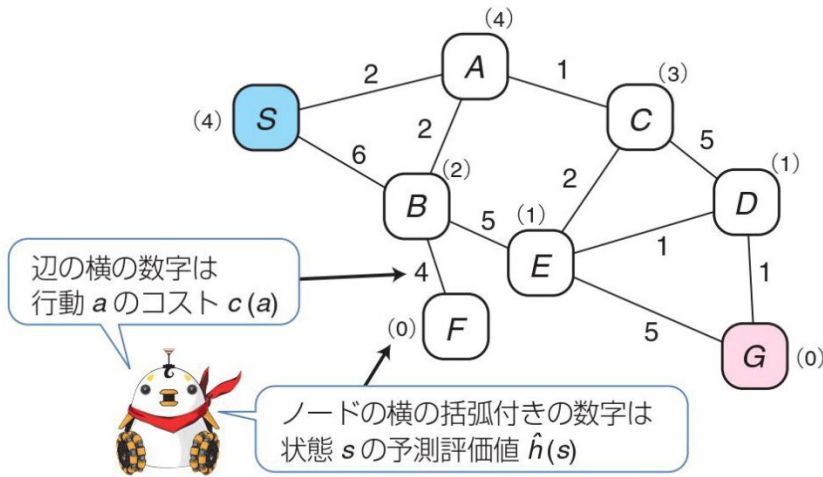 (4)
A
2
1
(3)
(4)
S
C
2
5
6
(2)
2
(1)
B
(1)
D
5
E
1
辺の横の数字は
行動 a のコスト c(a)
4
1
(0)
F
5
G
(0)
ノードの横の括弧付きの数字は
状態 s の予測評価値 ĥ(s)